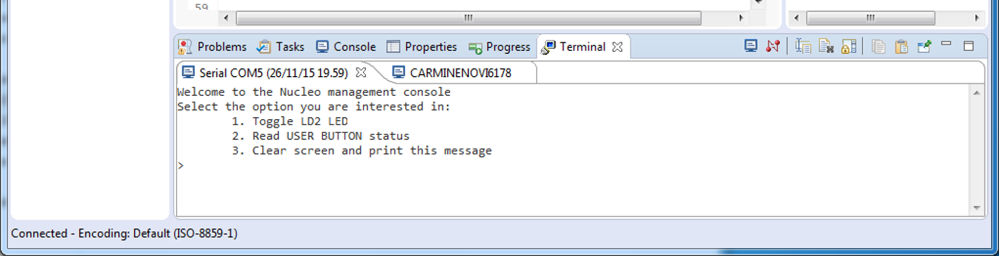 59
Problems Tasks Console Properties Progress Terminal
Serial COM5 (26/11/15 19.59) CARMINENOVI6178
Welcome to the Nucleo management console
Select the option you are interested in:
1. Toggle LD2 LED
2. Read USER BUTTON status
3. Clear screen and print this message
>
Connected - Encoding: Default (ISO-8859-1)